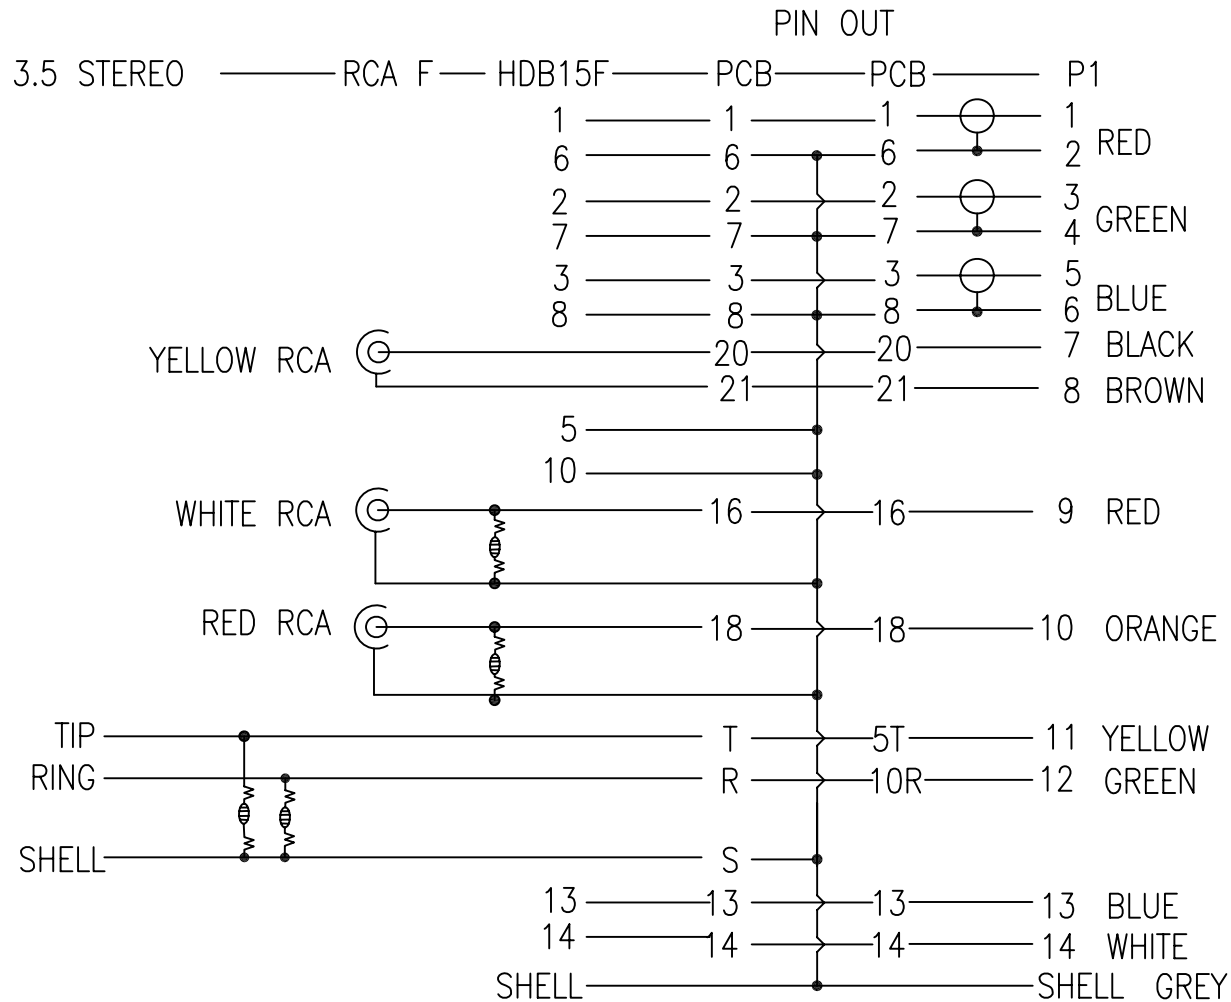 PIN OUT
3.5 STEREO RCA F HDB15F PCB PCB P1
1 1 1 1
6 6 6 2 RED
2 2 2 3
7 7 7 4 GREEN
3 3 3 5
8 8 8 6 BLUE
YELLOW RCA 20 20 7 BLACK
21 21 8 BROWN
5
10
WHITE RCA 16 16 9 RED
RED RCA 18 18 10 ORANGE
TIP T 5T 11 YELLOW
RING R 10R 12 GREEN
SHELL S
13 13 13 13 BLUE
14 14 14 14 WHITE
SHELL SHELL GREY